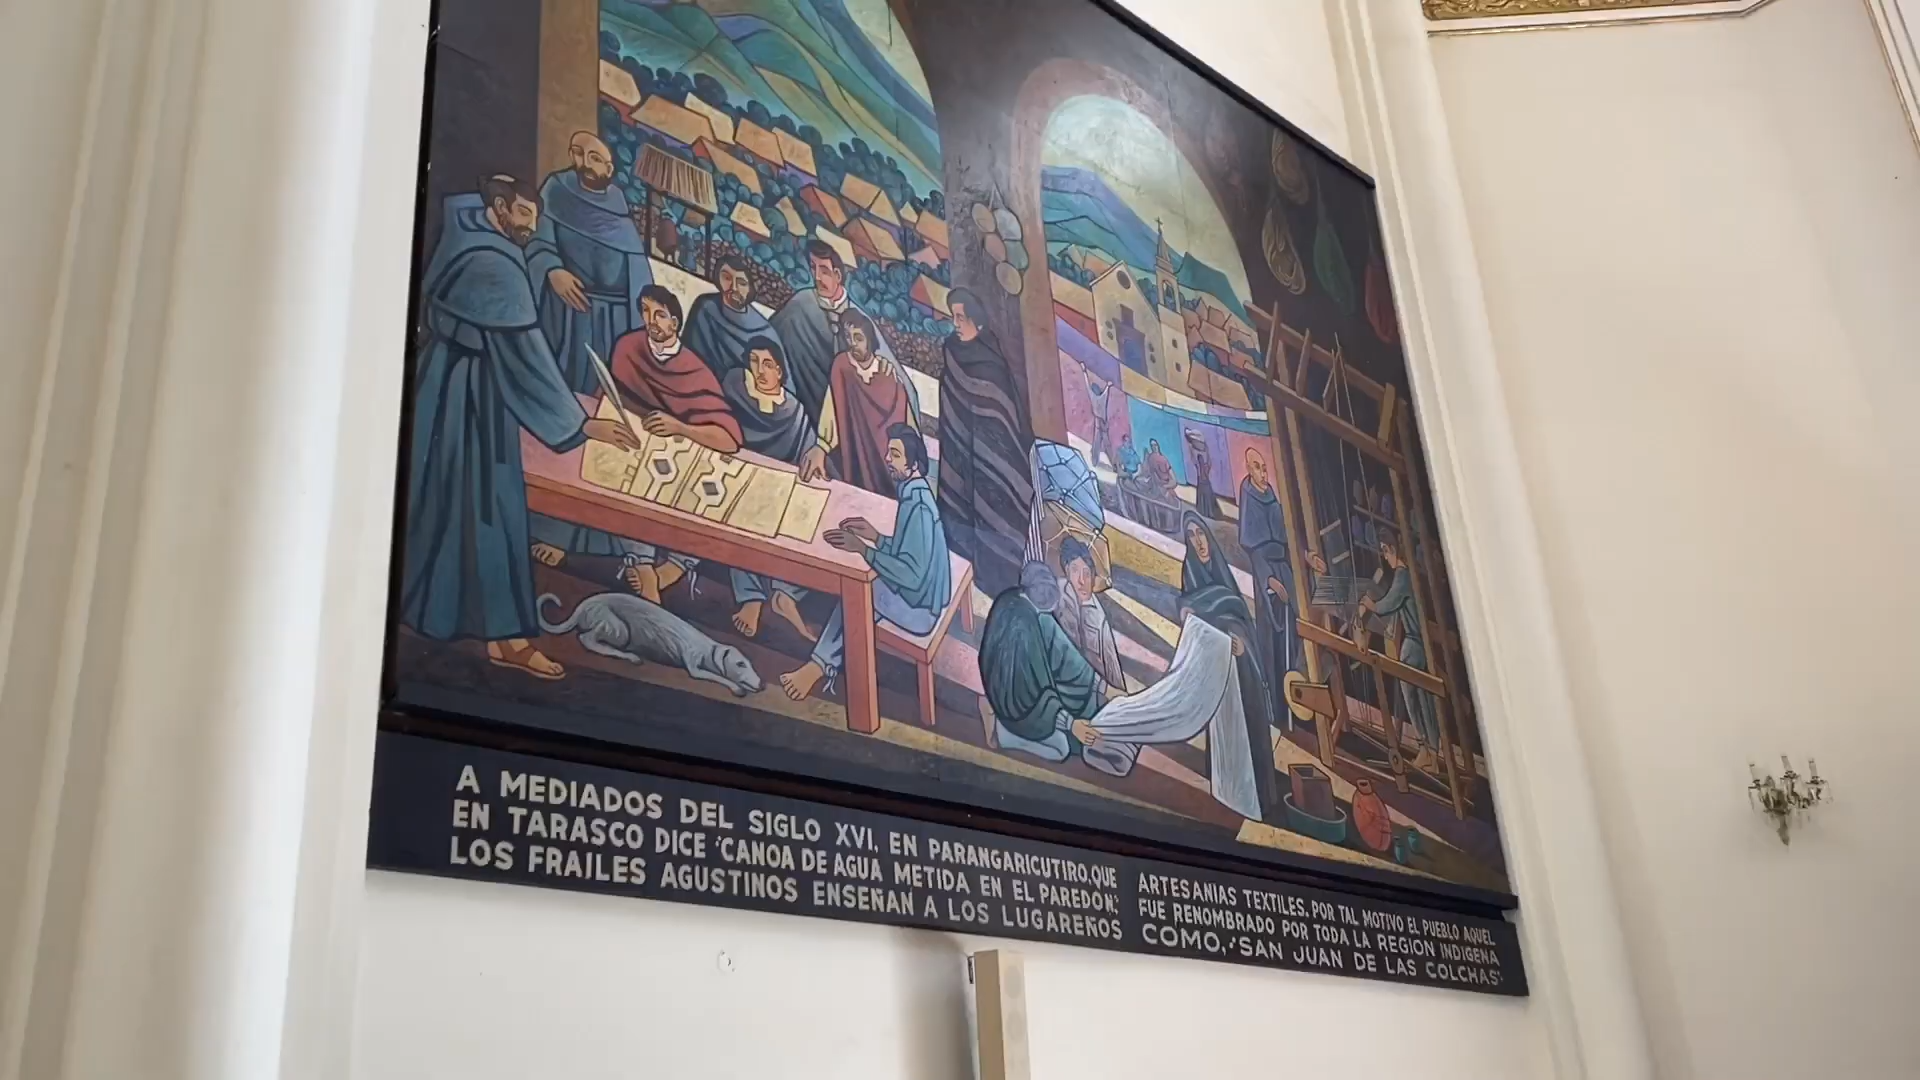 A MEDIADOS DEL SIGLO XVI, EN PARANGARICUTIRO, QUE
EN TARASCO DICE "CANOA DE AGUA METIDA EN EL PAREDON;"
LOS FRAILES AGUSTINOS ENSEÑAN A LOS LUGAREÑOS
ARTESANIAS TEXTILES. POR TAL MOTIVO EL PUEBLO AQUEL
FUE RENOMBRADO POR TODA LA REGION INDIGENA
COMO, "SAN JUAN DE LAS COLCHAS".